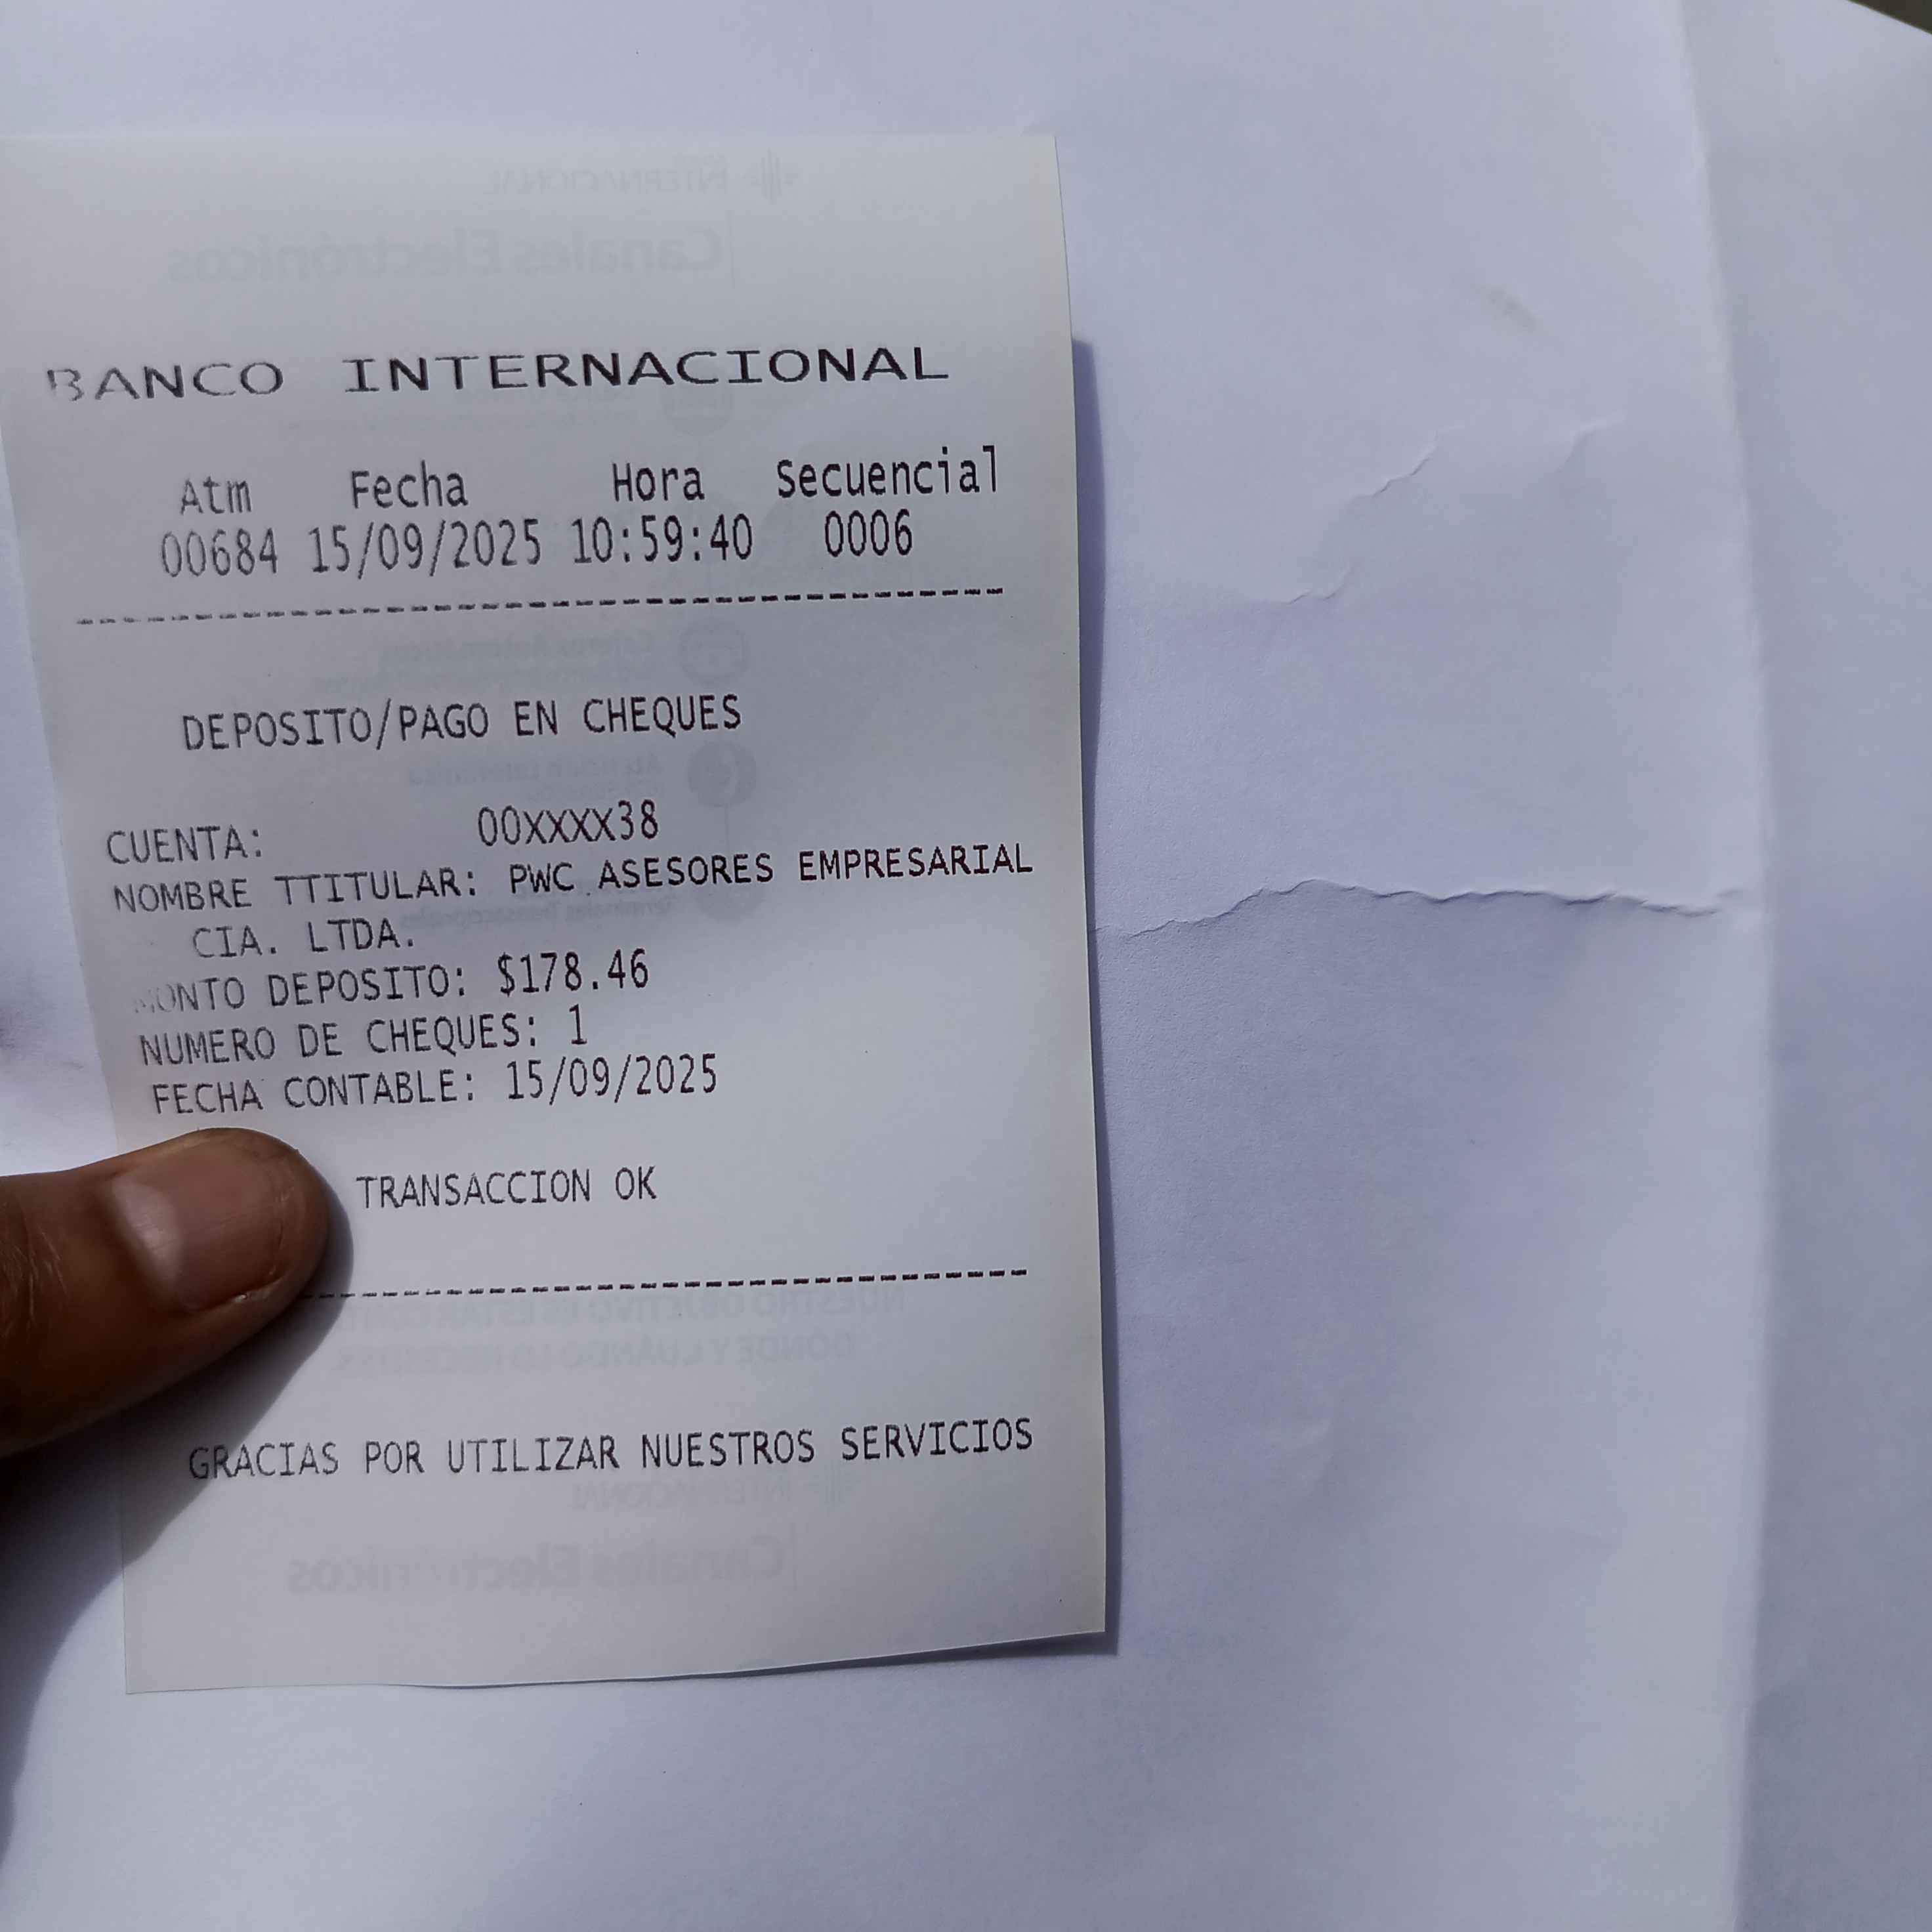 BANCO INTERNACIONAL
Atm Fecha Hora Secuencial
00684 15/09/2025 10:59:40 0006
DEPOSITO/PAGO EN CHEQUES
CUENTA: 00XXXX38
NOMBRE TTITULAR: PWC ASESORES EMPRESARIAL
CIA. LTDA.
MONTO DEPOSITO: $178.46
NUMERO DE CHEQUES: 1
FECHA CONTABLE: 15/09/2025
TRANSACCION OK
GRACIAS POR UTILIZAR NUESTROS SERVICIOS